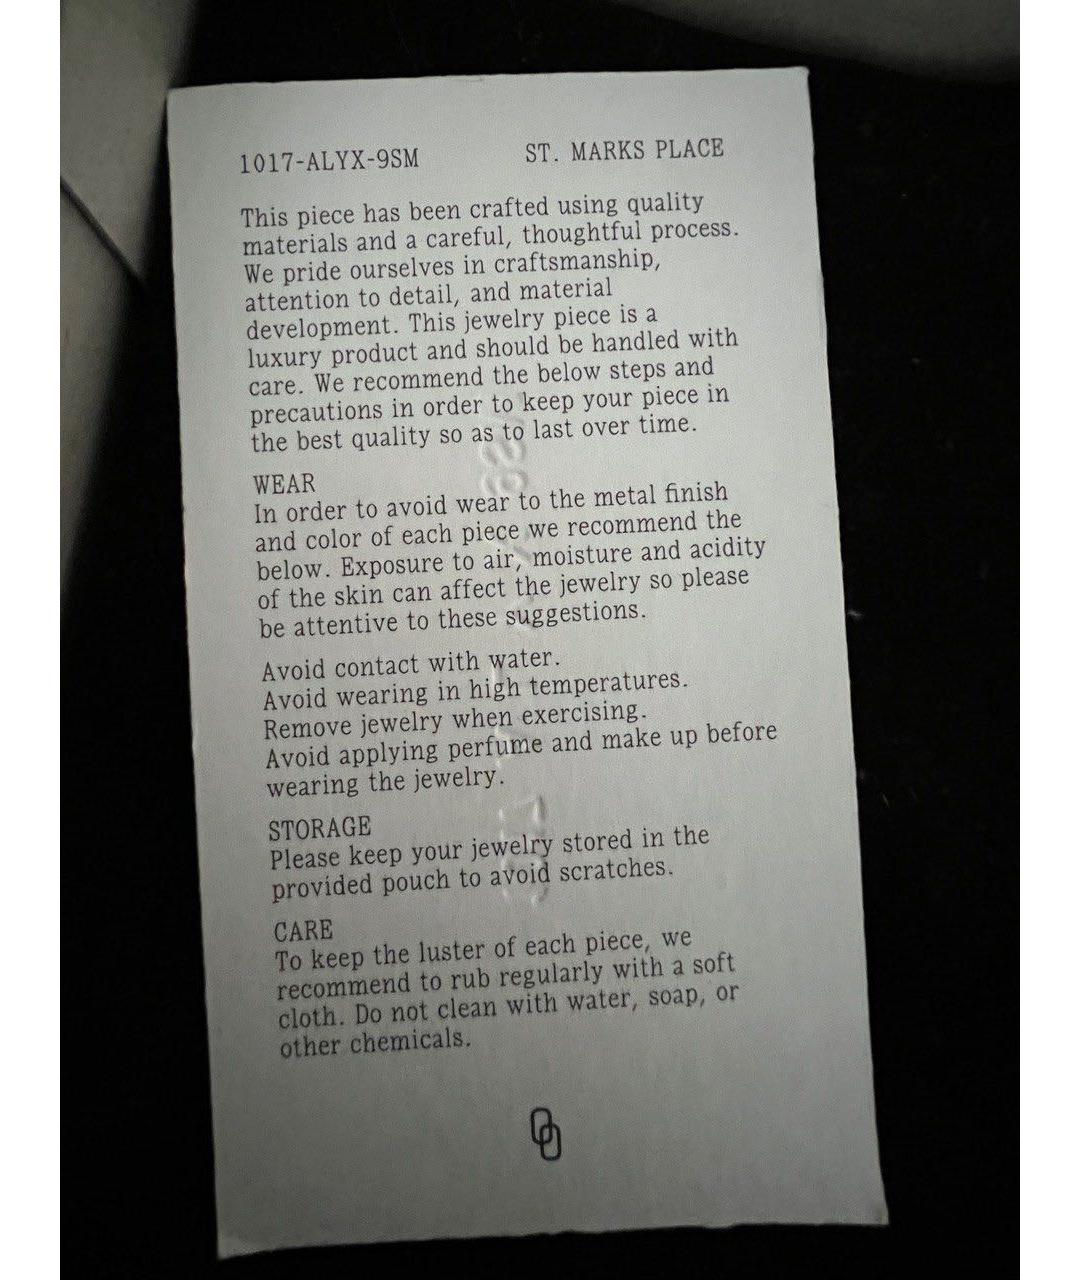 1017-ALYX-9SM ST. MARKS PLACE
This piece has been crafted using quality
materials and a careful, thoughtful process.
We pride ourselves in craftsmanship,
attention to detail, and material
development. This jewelry piece is a
luxury product and should be handled with
care. We recommend the below steps and
precautions in order to keep your piece in
the best quality so as to last over time.
WEAR
In order to avoid wear to the metal finish
and color of each piece we recommend the
below. Exposure to air, moisture and acidity
of the skin can affect the jewelry so please
be attentive to these suggestions.
Avoid contact with water.
Avoid wearing in high temperatures.
Remove jewelry when exercising.
Avoid applying perfume and make up before
wearing the jewelry.
STORAGE
Please keep your jewelry stored in the
provided pouch to avoid scratches.
CARE
To keep the luster of each piece, we
recommend to rub regularly with a soft
cloth. Do not clean with water, soap, or
other chemicals.